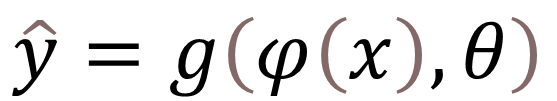 ŷ = g(φ(x), θ)